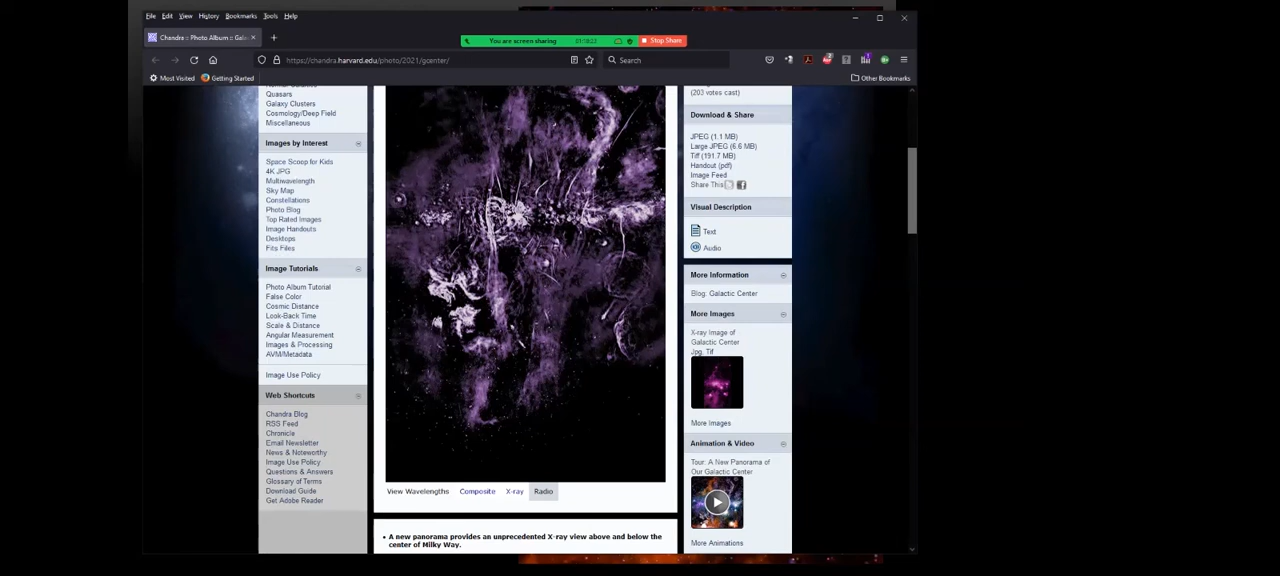 File Edit View History Bookmarks Tools Help
Chandra :: Photo Album :: Gala
You are screen sharing 01:18:22 Stop Share
https://chandra.harvard.edu/photo/2021/gcenter/
Search
Most Visited Getting Started
Other Bookmarks
Quasars
Galaxy Clusters
Cosmology/Deep Field
Miscellaneous
Images by Interest
Space Scoop for Kids
4K JPG
Multiwavelength
Sky Map
Constellations
Photo Blog
Top Rated Images
Image Handouts
Desktops
Fits Files
Image Tutorials
Photo Album Tutorial
False Color
Cosmic Distance
Look-Back Time
Scale & Distance
Angular Measurement
Images & Processing
AVM/Metadata
Image Use Policy
Web Shortcuts
Chandra Blog
RSS Feed
Chronicle
Email Newsletter
News & Noteworthy
Image Use Policy
Questions & Answers
Glossary of Terms
Download Guide
Get Adobe Reader
View Wavelengths Composite X-ray Radio
• A new panorama provides an unprecedented X-ray view above and below the
center of Milky Way.
(203 votes cast)
Download & Share
JPEG (1.1 MB)
Large JPEG (6.6 MB)
Tiff (191.7 MB)
Handout (pdf)
Image Feed
Share This
Visual Description
Text
Audio
More Information
Blog: Galactic Center
More Images
X-ray Image of
Galactic Center
Jpg, Tif
More Images
Animation & Video
Tour: A New Panorama of
Our Galactic Center
More Animations